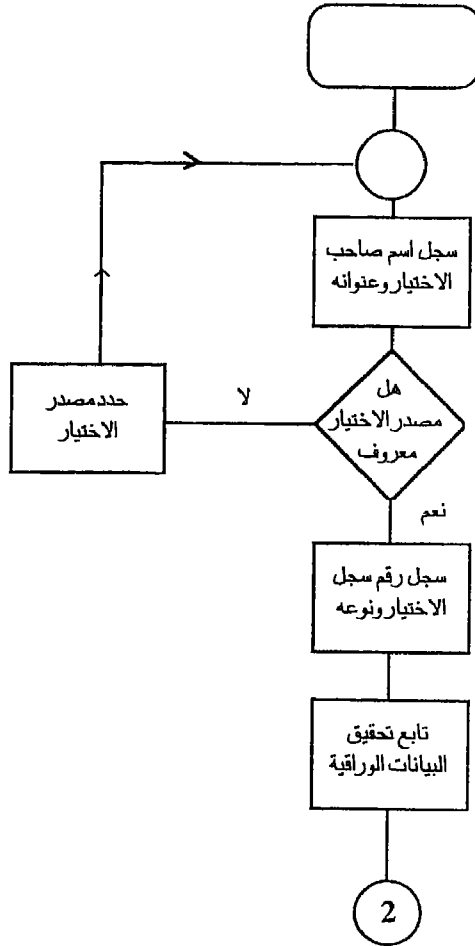 سجل اسم صاحب
الاختيار وعنوانه
هل
مصدر الاختيار
معروف
لا
حدد مصدر
الاختيار
نعم
سجل رقم سجل
الاختيار ونوعه
تابع تحقيق
البيانات الوراقية
2